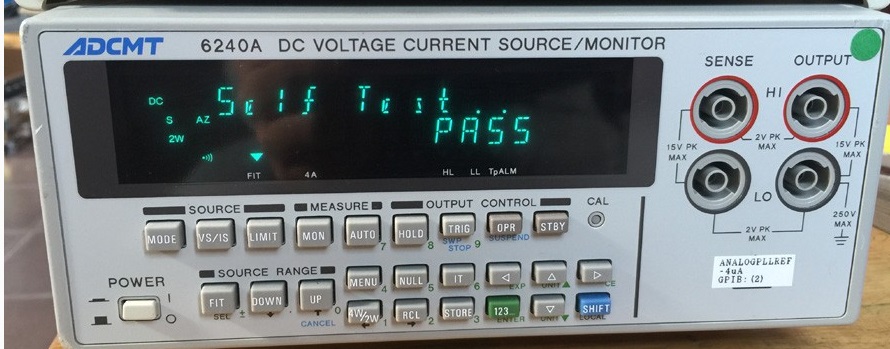 ADCMT 6240A DC VOLTAGE CURRENT SOURCE/MONITOR
DC Self Test
S AZ
2W PASS
FIT 4A HL LL TpALM
SENSE OUTPUT
HI
2V PK MAX
15V PK MAX
15V PK MAX
LO
2V PK MAX
250V MAX
SOURCE MEASURE OUTPUT CONTROL CAL
MODE VS/IS LIMIT MON AUTO HOLD TRIG OPR STBY
7 8 SWP STOP 9 SUSPEND
POWER
SOURCE RANGE
MENU NULL IT
4 5 6 EXP UNIT
FIT DOWN UP 4W/2W RCL STORE 123... SHIFT
SEL ± . 0 1 2 3 ENTER UNIT LOCAL
CANCEL
ANALOGPLLREF
-4uA
GPIB: (2)